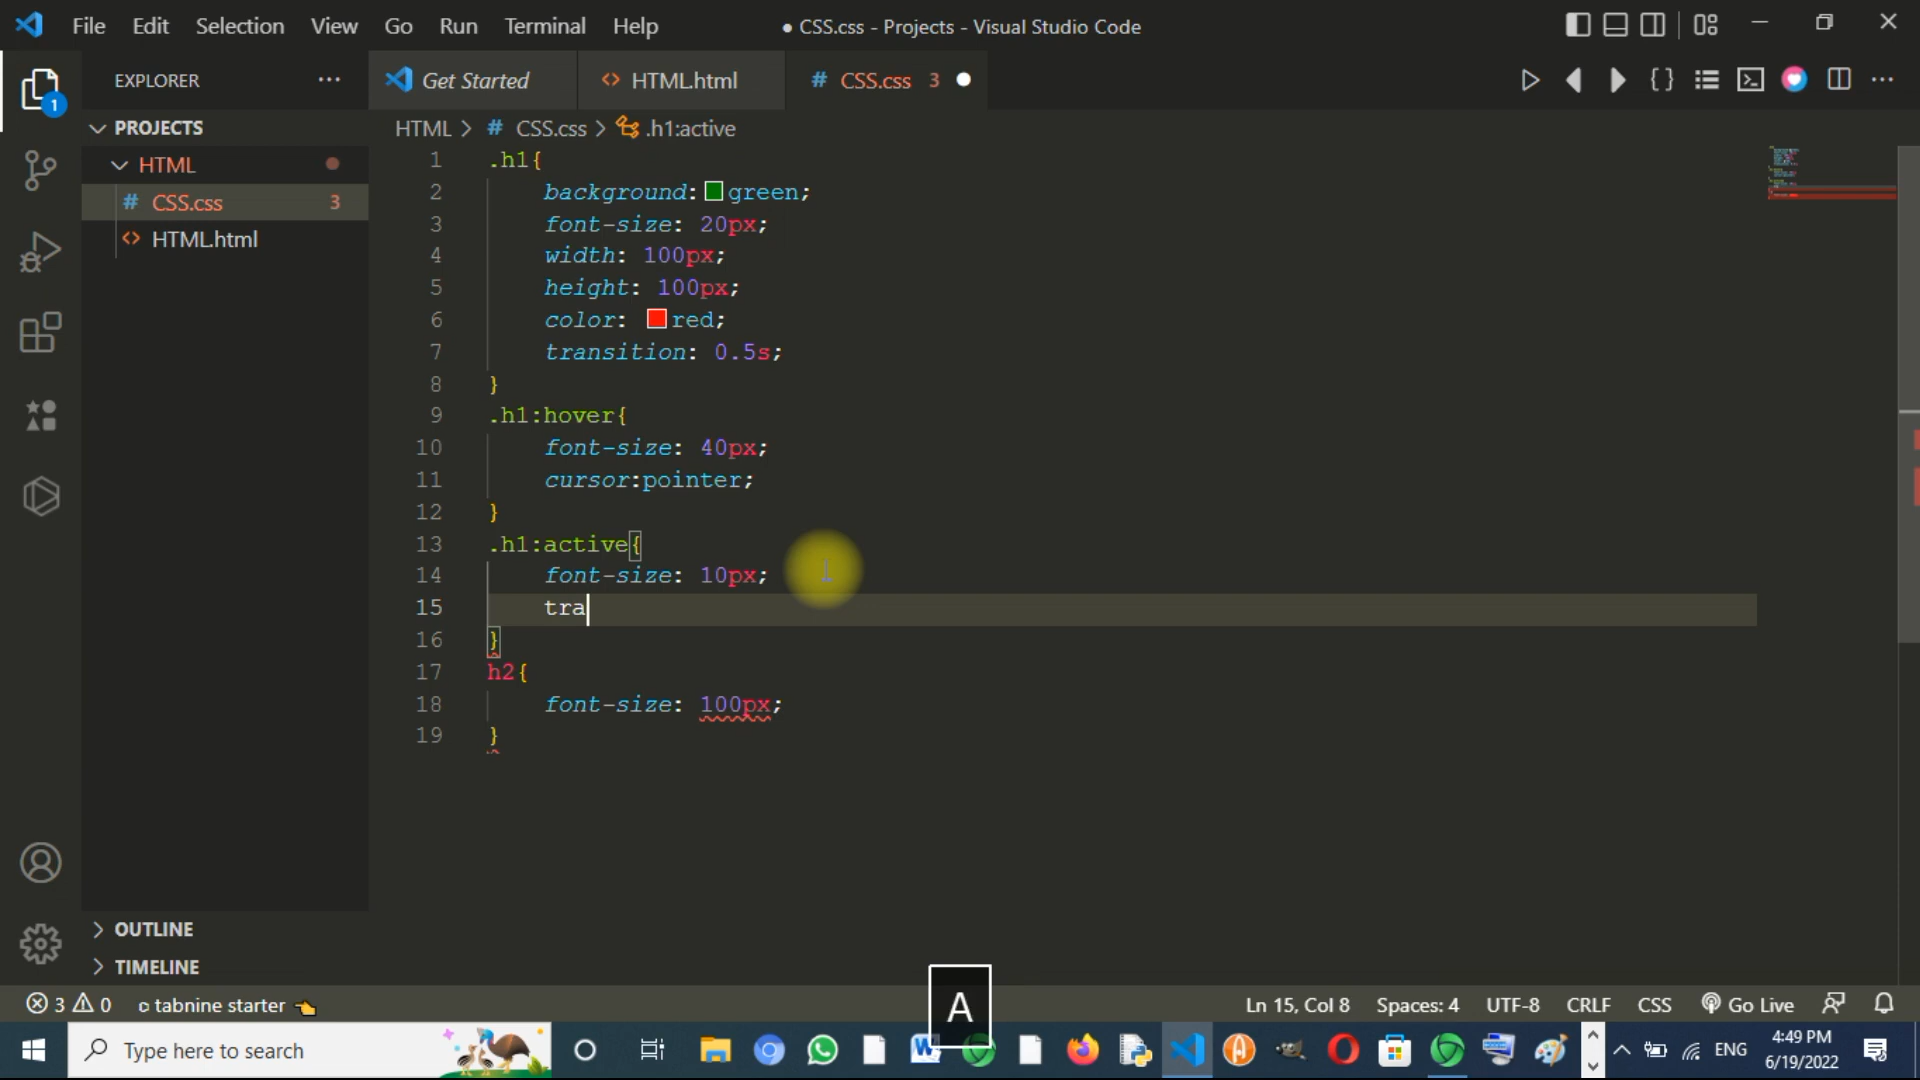 File Edit Selection View Go Run Terminal Help
● CSS.css - Projects - Visual Studio Code
EXPLORER
Get Started
HTML.html
# CSS.css 3
1
PROJECTS
HTML
# CSS.css 3
HTML.html
HTML > # CSS.css > .h1:active
1 .h1{
2 background: green;
3 font-size: 20px;
4 width: 100px;
5 height: 100px;
6 color: red;
7 transition: 0.5s;
8 }
9 .h1:hover{
10 font-size: 40px;
11 cursor:pointer;
12 }
13 .h1:active{
14 font-size: 10px;
15 tra
16 }
17 h2{
18 font-size: 100px;
19 }
OUTLINE
TIMELINE
3 0 tabnine starter
A
Ln 15, Col 8 Spaces: 4 UTF-8 CRLF CSS Go Live
Type here to search
ENG
4:49 PM
6/19/2022